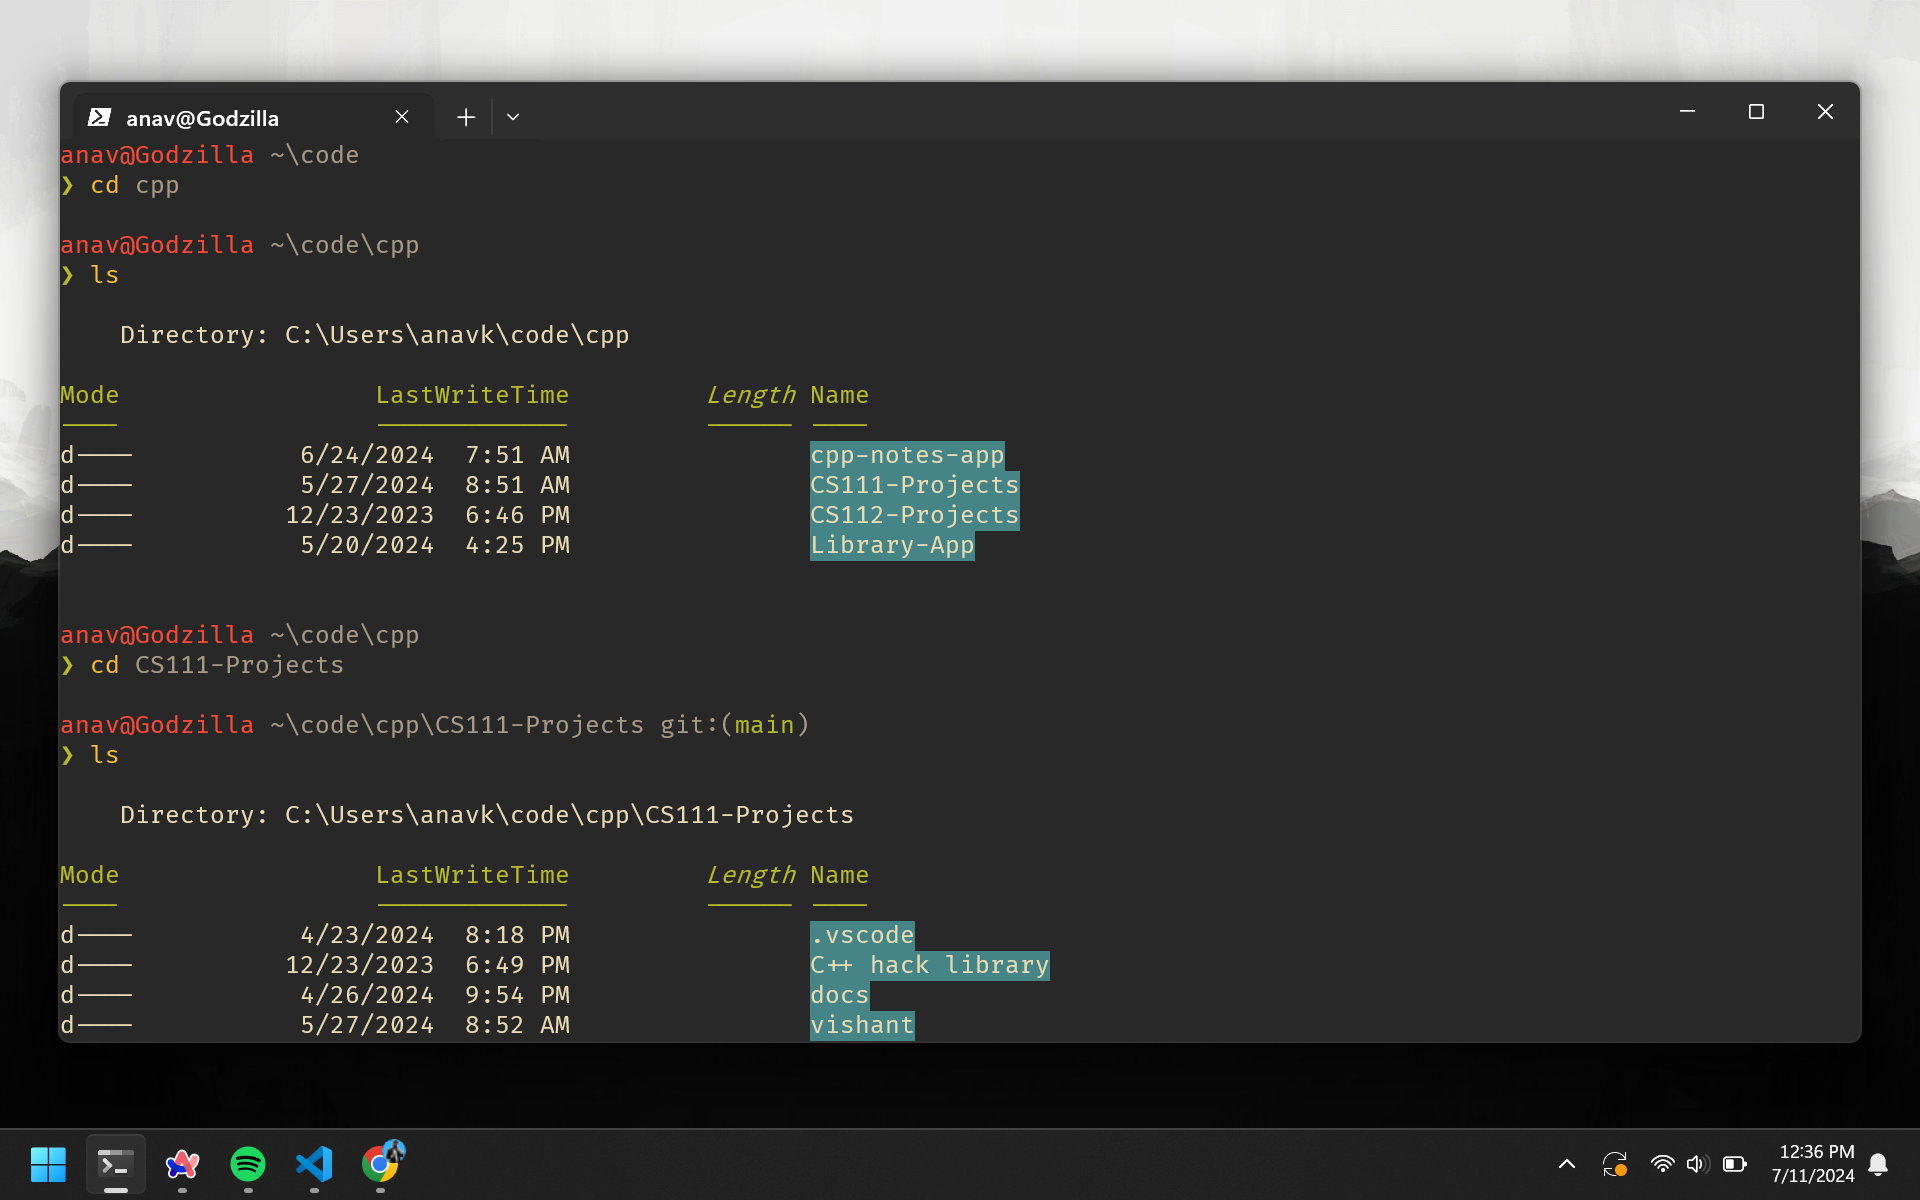 anav@Godzilla
anav@Godzilla ~\code
❯ cd cpp
anav@Godzilla ~\code\cpp
❯ ls
Directory: C:\Users\anavk\code\cpp
Mode LastWriteTime Length Name
---- ------------- ------ ----
d---- 6/24/2024 7:51 AM cpp-notes-app
d---- 5/27/2024 8:51 AM CS111-Projects
d---- 12/23/2023 6:46 PM CS112-Projects
d---- 5/20/2024 4:25 PM Library-App
anav@Godzilla ~\code\cpp
❯ cd CS111-Projects
anav@Godzilla ~\code\cpp\CS111-Projects git:(main)
❯ ls
Directory: C:\Users\anavk\code\cpp\CS111-Projects
Mode LastWriteTime Length Name
---- ------------- ------ ----
d---- 4/23/2024 8:18 PM .vscode
d---- 12/23/2023 6:49 PM C++ hack library
d---- 4/26/2024 9:54 PM docs
d---- 5/27/2024 8:52 AM vishant
12:36 PM
7/11/2024